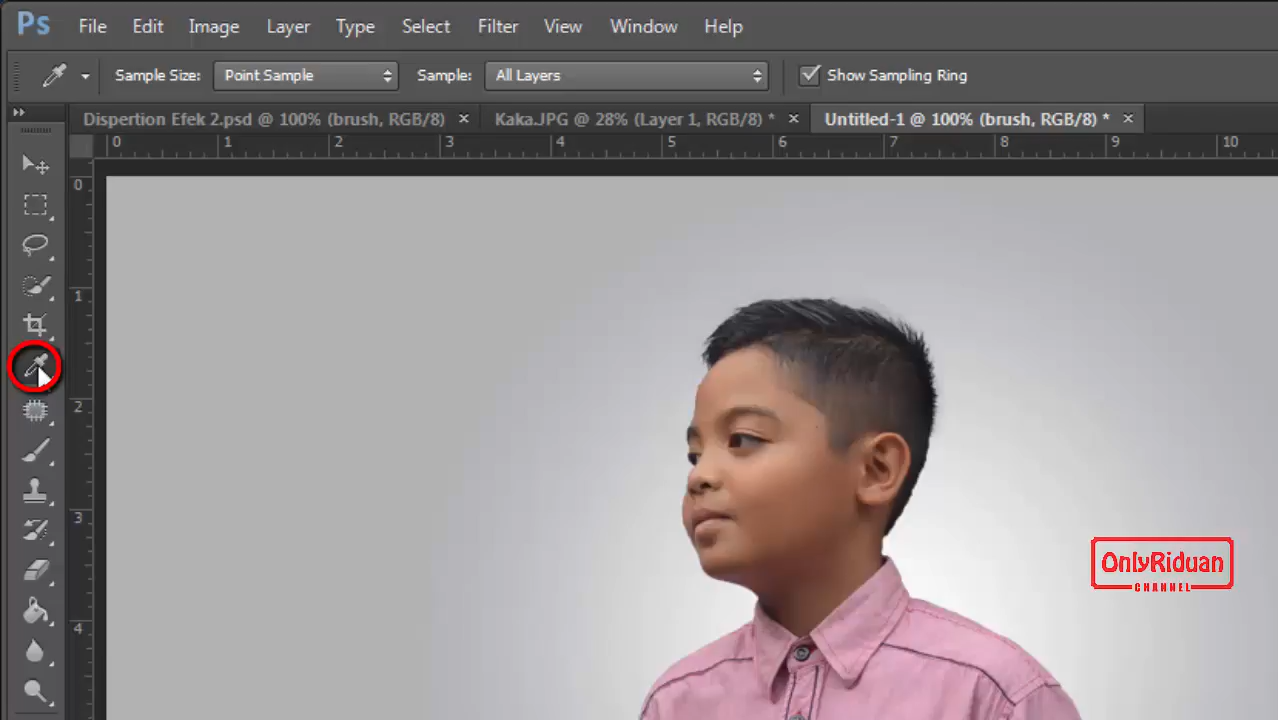 Ps File Edit Image Layer Type Select Filter View Window Help
Sample Size: Point Sample Sample: All Layers Show Sampling Ring
Dispertion Efek 2.psd @ 100% (brush, RGB/8) × Kaka.JPG @ 28% (Layer 1, RGB/8) * × Untitled-1 @ 100% (brush, RGB/8) * ×
0 1 2 3 4 5 6 7 8 9 10
0
1
2
3
4
OnlyRiduan
CHANNEL